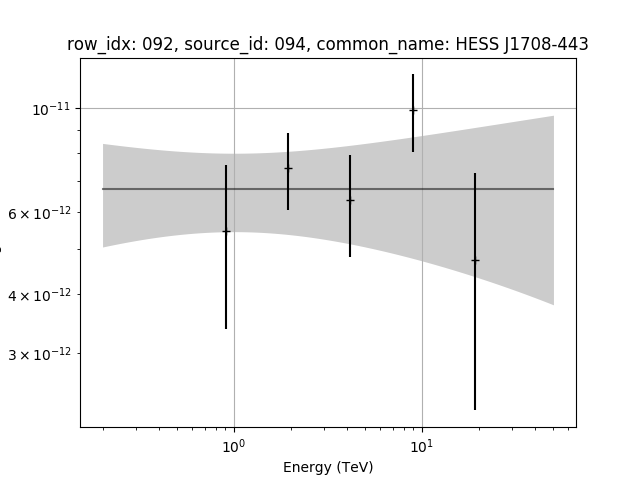 row_idx: 092, source_id: 094, common_name: HESS J1708-443
10⁻¹¹
6 × 10⁻¹²
4 × 10⁻¹²
3 × 10⁻¹²
10⁰ 10¹
Energy (TeV)